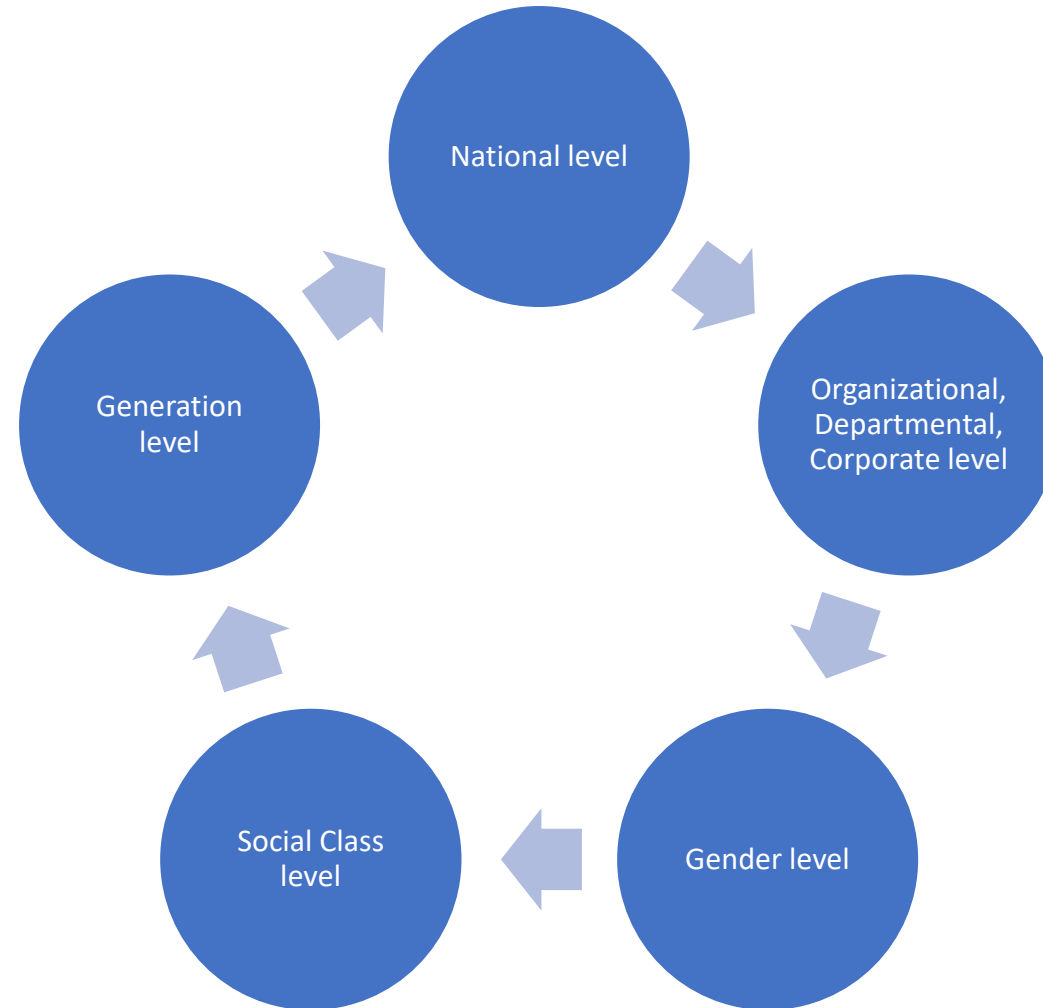 National level
Organizational,
Departmental,
Corporate level
Gender level
Social Class
level
Generation
level